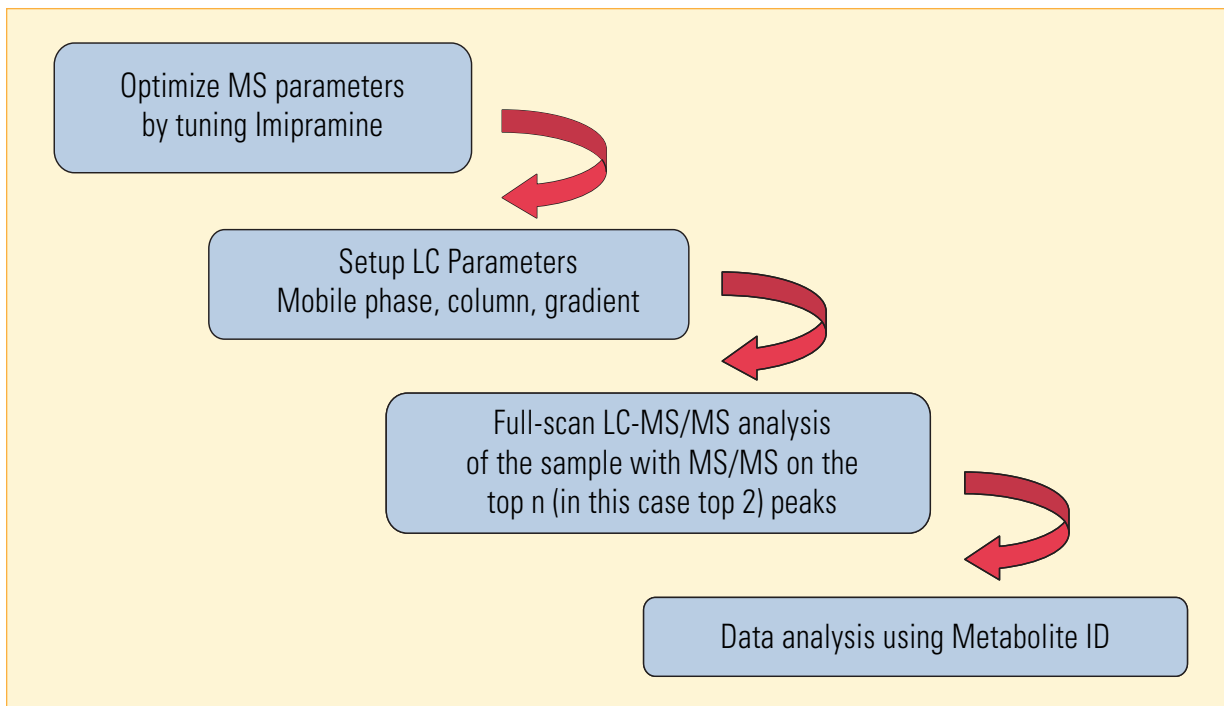 Optimize MS parameters
by tuning Imipramine
Setup LC Parameters
Mobile phase, column, gradient
Full-scan LC-MS/MS analysis
of the sample with MS/MS on the
top n (in this case top 2) peaks
Data analysis using Metabolite ID